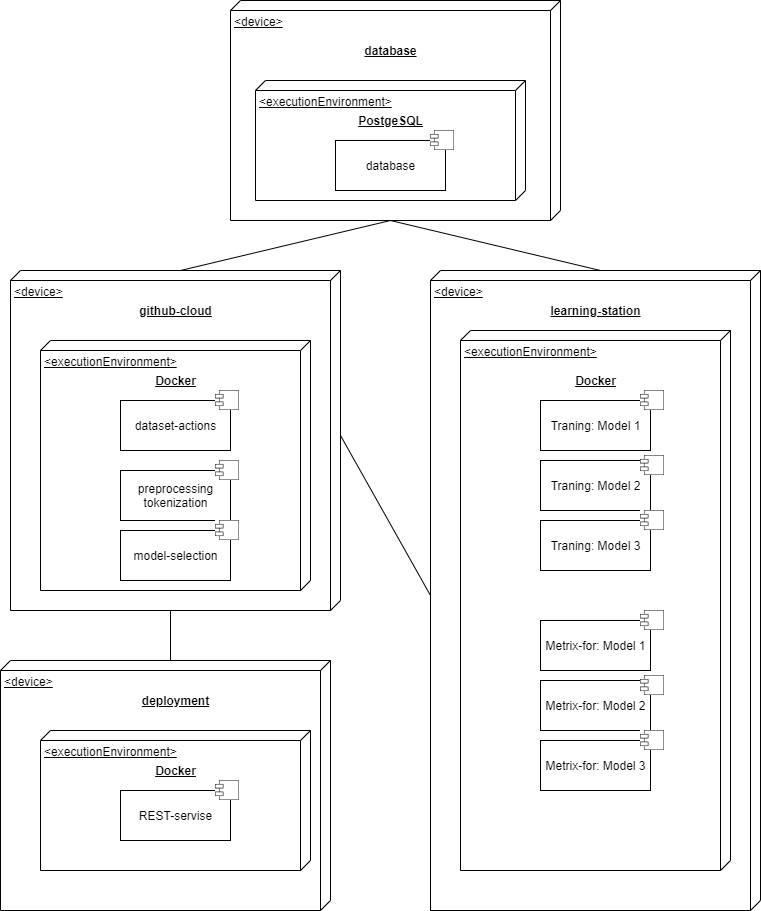 <device>
database
<executionEnvironment>
PostgeSQL
database
<device>
github-cloud
<executionEnvironment>
Docker
dataset-actions
preprocessing
tokenization
model-selection
<device>
learning-station
<executionEnvironment>
Docker
Traning: Model 1
Traning: Model 2
Traning: Model 3
Metrix-for: Model 1
Metrix-for: Model 2
Metrix-for: Model 3
<device>
deployment
<executionEnvironment>
Docker
REST-servise